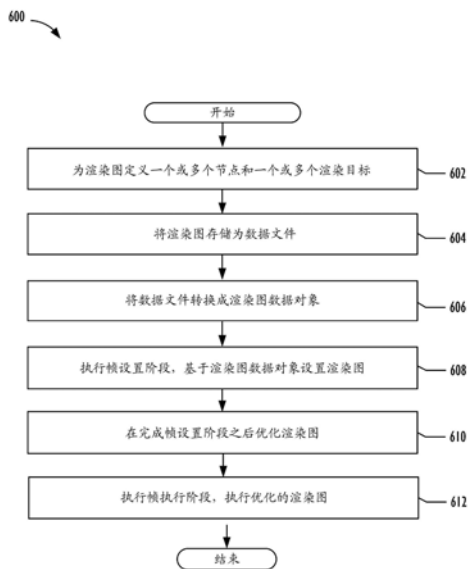 600
开始
为渲染图定义一个或多个节点和一个或多个渲染目标
602
将渲染图存储为数据文件
604
将数据文件转换成渲染图数据对象
606
执行帧设置阶段，基于渲染图数据对象设置渲染图
608
在完成帧设置阶段之后优化渲染图
610
执行帧执行阶段，执行优化的渲染图
612
结束